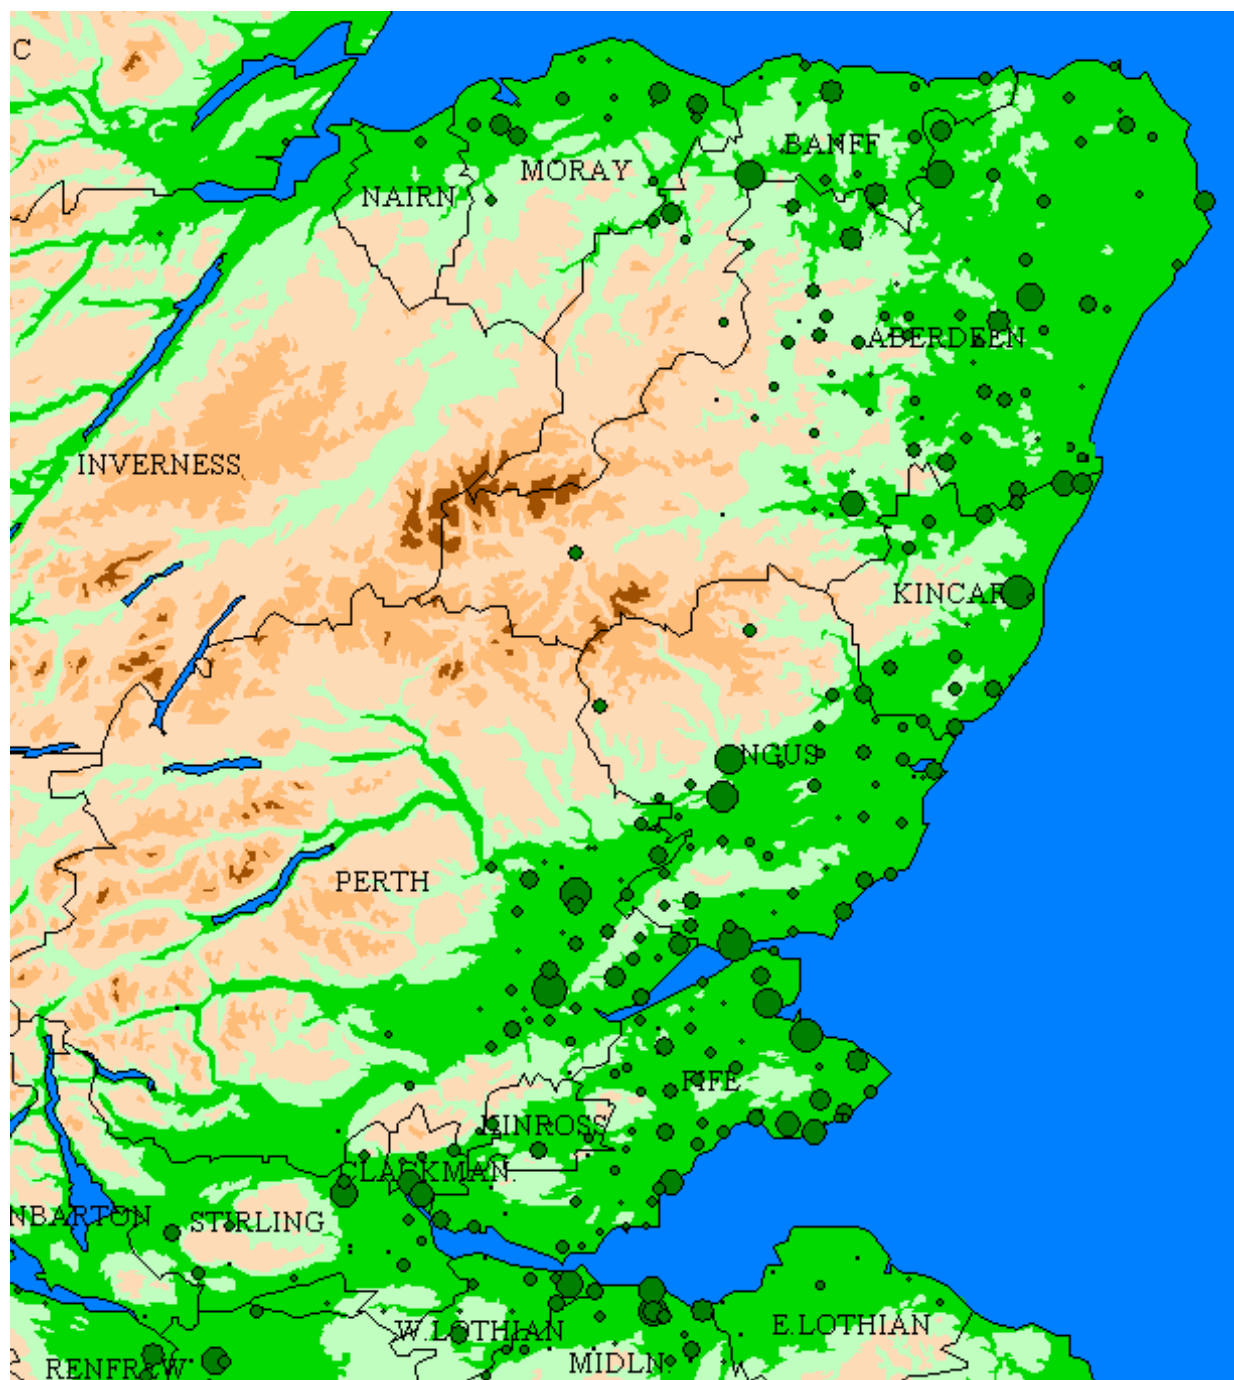 C
BANFF
MORAY
NAIRN
ABERDEEN
INVERNESS
KINCAR
NGUS
PERTH
FIFE
KINROSS
CLACKMAN.
NBARTON
STIRLING
W.LOTHIAN
E.LOTHIAN
MIDLN.
RENFRAW